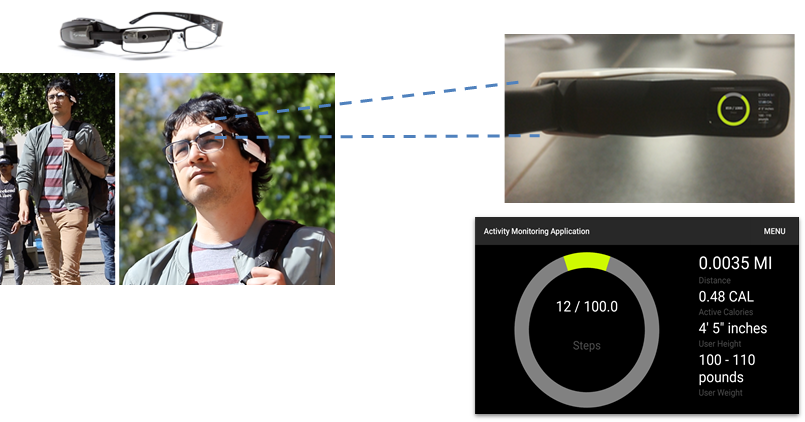 Activity Monitoring Application
MENU
12 / 100.0
Steps
0.0035 MI
Distance
0.48 CAL
Active Calories
4' 5" inches
User Height
100 - 110
pounds
User Weight